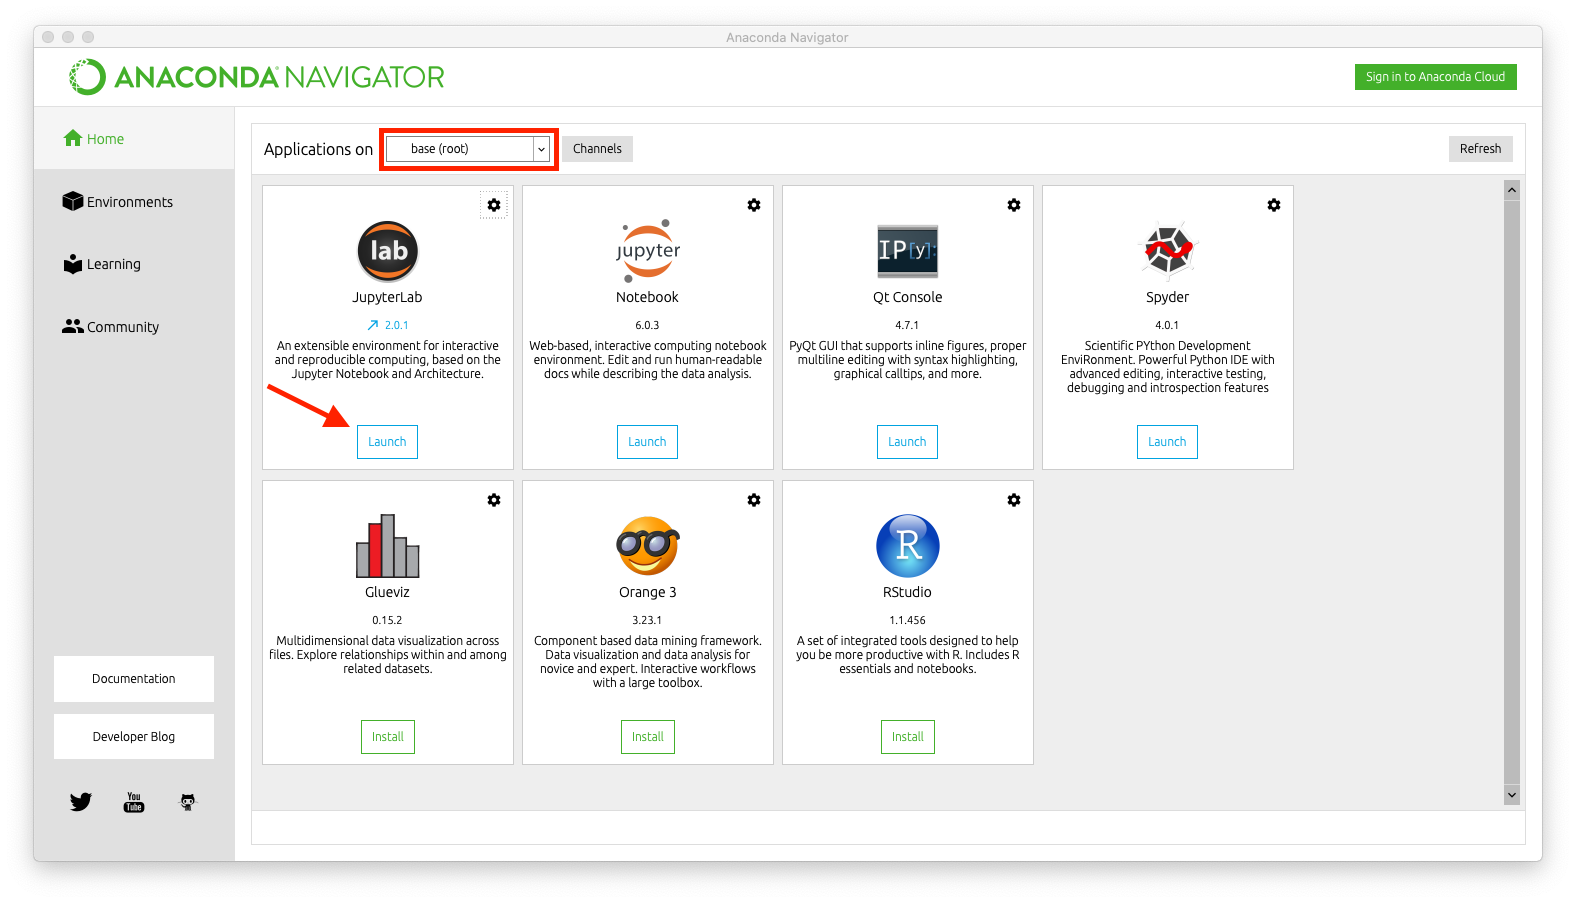 Anaconda Navigator
ANACONDA NAVIGATOR
Sign in to Anaconda Cloud
Home
Environments
Learning
Community
Documentation
Developer Blog
You
Tube
Applications on
base (root)
Channels
Refresh
lab
JupyterLab
2.0.1
An extensible environment for interactive
and reproducible computing, based on the
Jupyter Notebook and Architecture.
Launch
jupyter
Notebook
6.0.3
Web-based, interactive computing notebook
environment. Edit and run human-readable
docs while describing the data analysis.
Launch
IP[y]:
Qt Console
4.7.1
PyQt GUI that supports inline figures, proper
multiline editing with syntax highlighting,
graphical calltips, and more.
Launch
Spyder
4.0.1
Scientific PYthon Development
EnviRonment. Powerful Python IDE with
advanced editing, interactive testing,
debugging and introspection features
Launch
Glueviz
0.15.2
Multidimensional data visualization across
files. Explore relationships within and among
related datasets.
Install
Orange 3
3.23.1
Component based data mining framework.
Data visualization and data analysis for
novice and expert. Interactive workflows
with a large toolbox.
Install
R
RStudio
1.1.456
A set of integrated tools designed to help
you be more productive with R. Includes R
essentials and notebooks.
Install